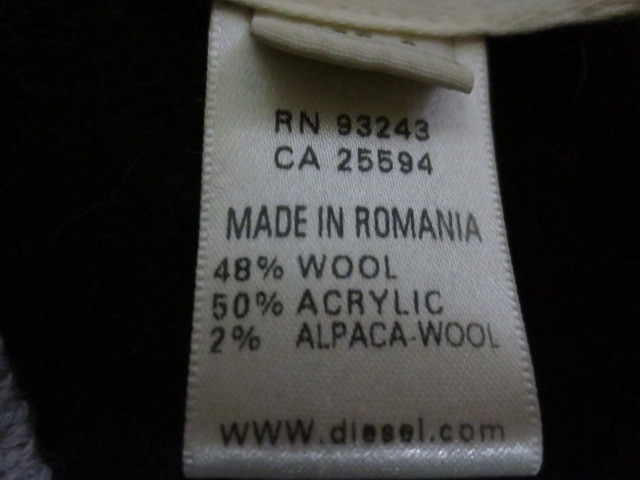 RN 93243
CA 25594
MADE IN ROMANIA
48% WOOL
50% ACRYLIC
2% ALPACA-WOOL
www.diesel.com